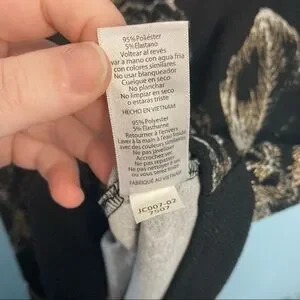 95% Poliéster
5% Elastano
Voltear al revés
lavar a mano con agua fría
con colores similares
No usar blanqueador
Cuelgue en seco
No planchar
No limpiar en seco
o estaras triste
HECHO EN VIETNAM
95% Polyester
5% Élasthanne
Retourner à l'envers
Laver à la main à l'eau froide
avec des couleurs similaires
Ne pas blanchir
Accrochez sec.
Ne pas repasser
Ne pas nettoyer à sec
ou vous serez triste
FABRIQUÉ AU VIETNAM
JC007-02
7507